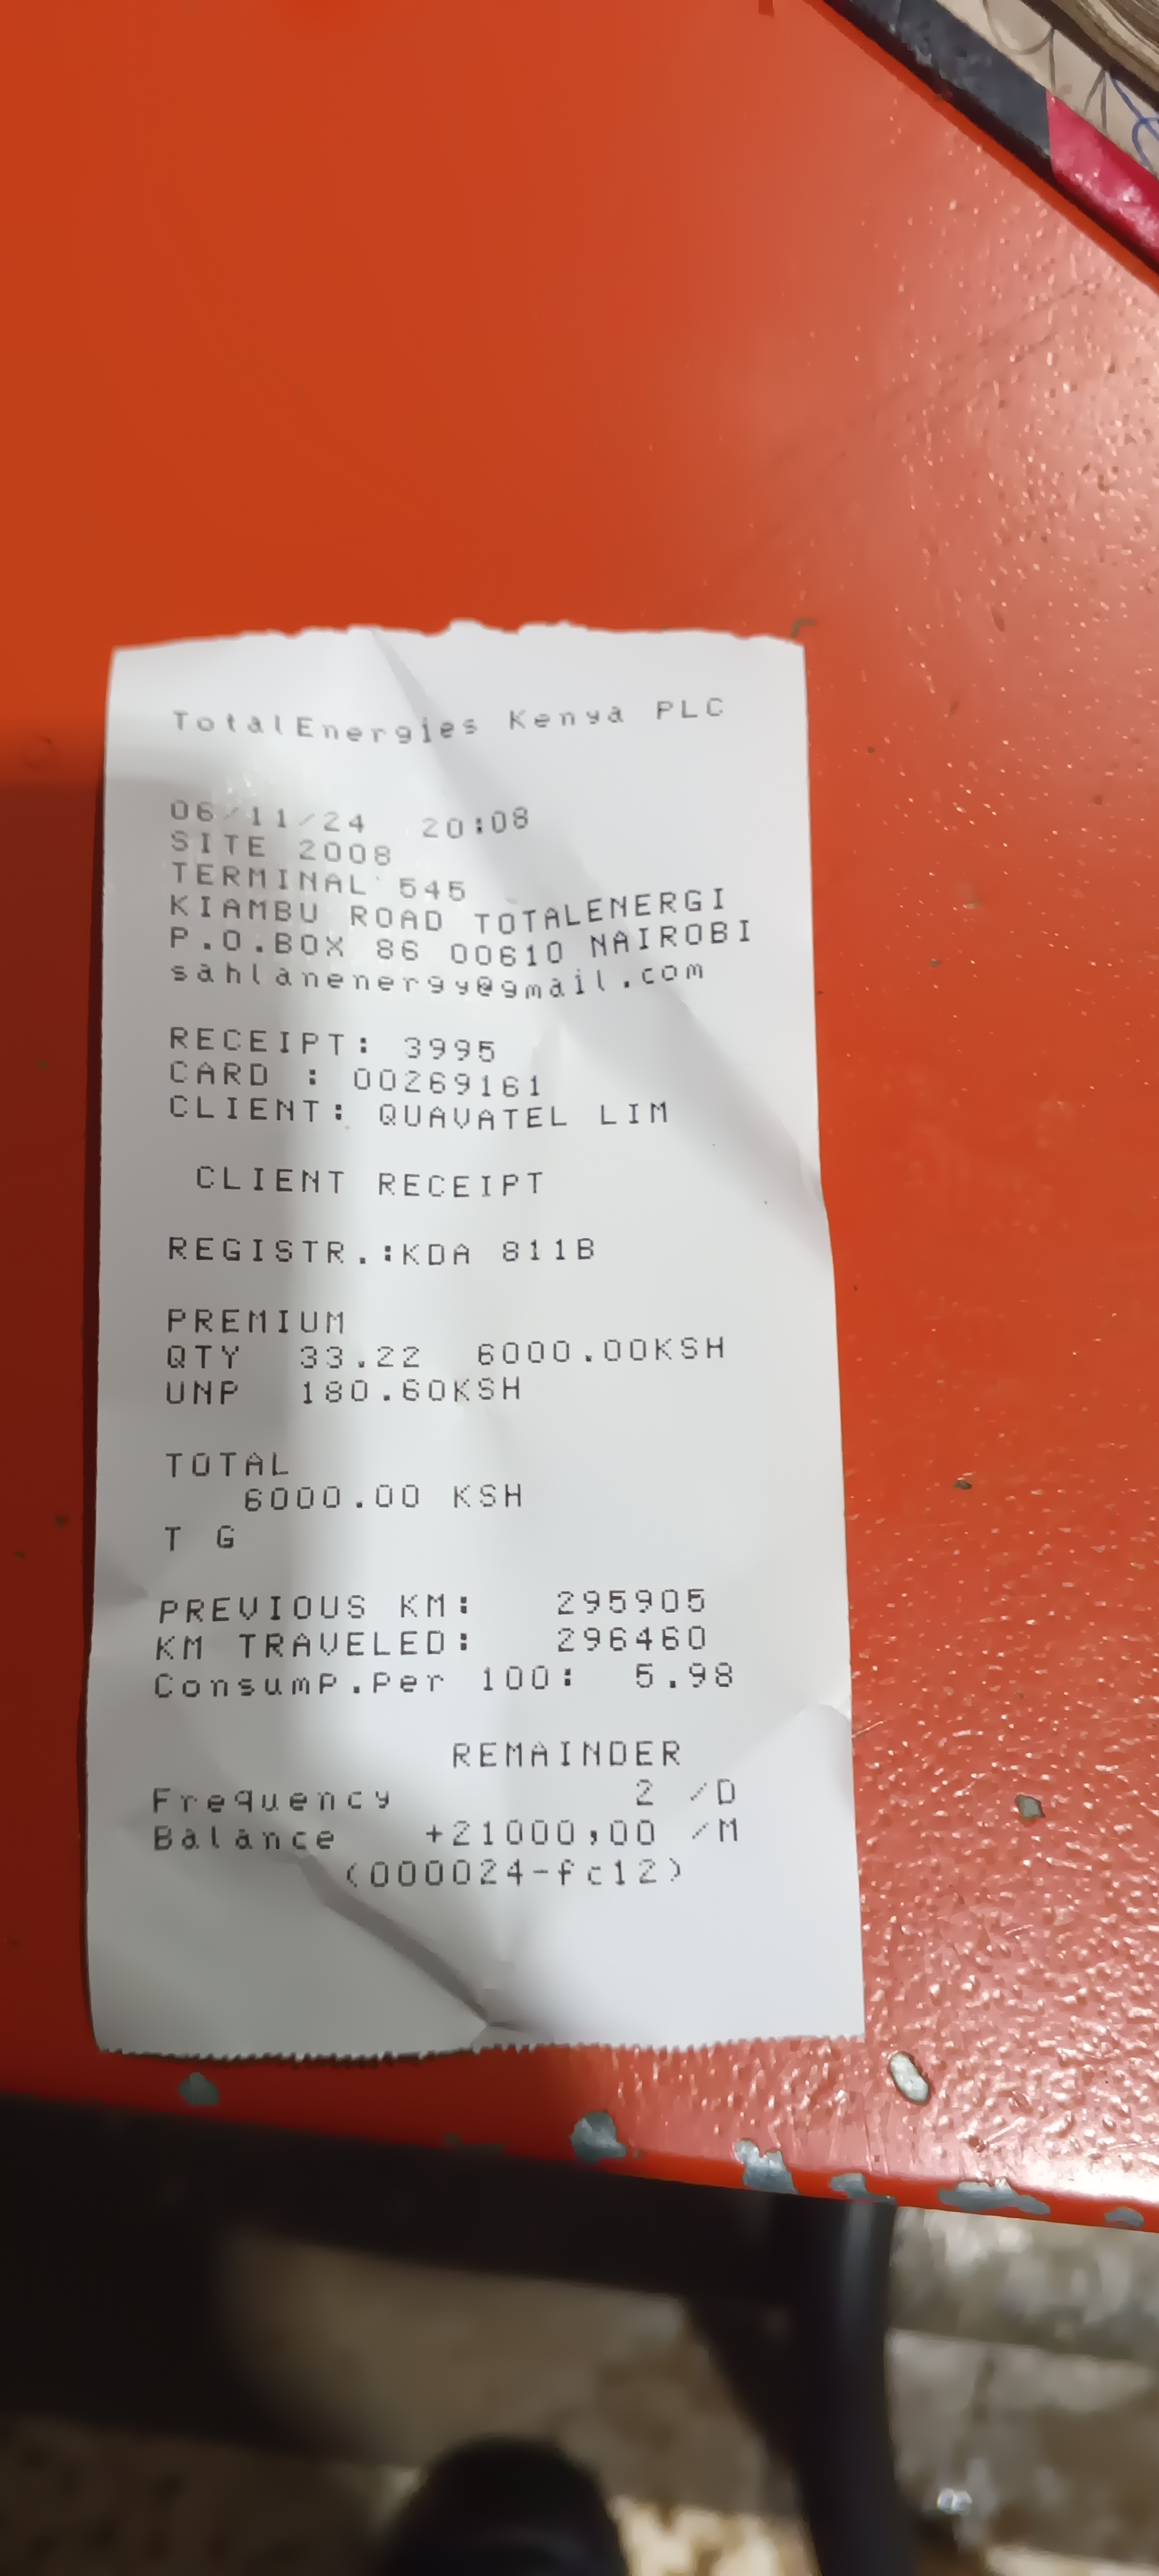 TotalEnergies Kenya PLC
06/11/24 20:08
SITE 2008
TERMINAL 545
KIAMBU ROAD TOTALENERGI
P.O.BOX 86 00610 NAIROBI
sahlanenergy@gmail.com
RECEIPT: 3995
CARD : 00269161
CLIENT: QUAVATEL LIM
CLIENT RECEIPT
REGISTR.:KDA 811B
PREMIUM
QTY 33.22 6000.00KSH
UNP 180.60KSH
TOTAL
6000.00 KSH
T G
PREVIOUS KM: 295905
KM TRAVELED: 296460
Consump.Per 100: 5.98
REMAINDER
Frequency 2 /D
Balance +21000,00 /M
(000024-fc12)